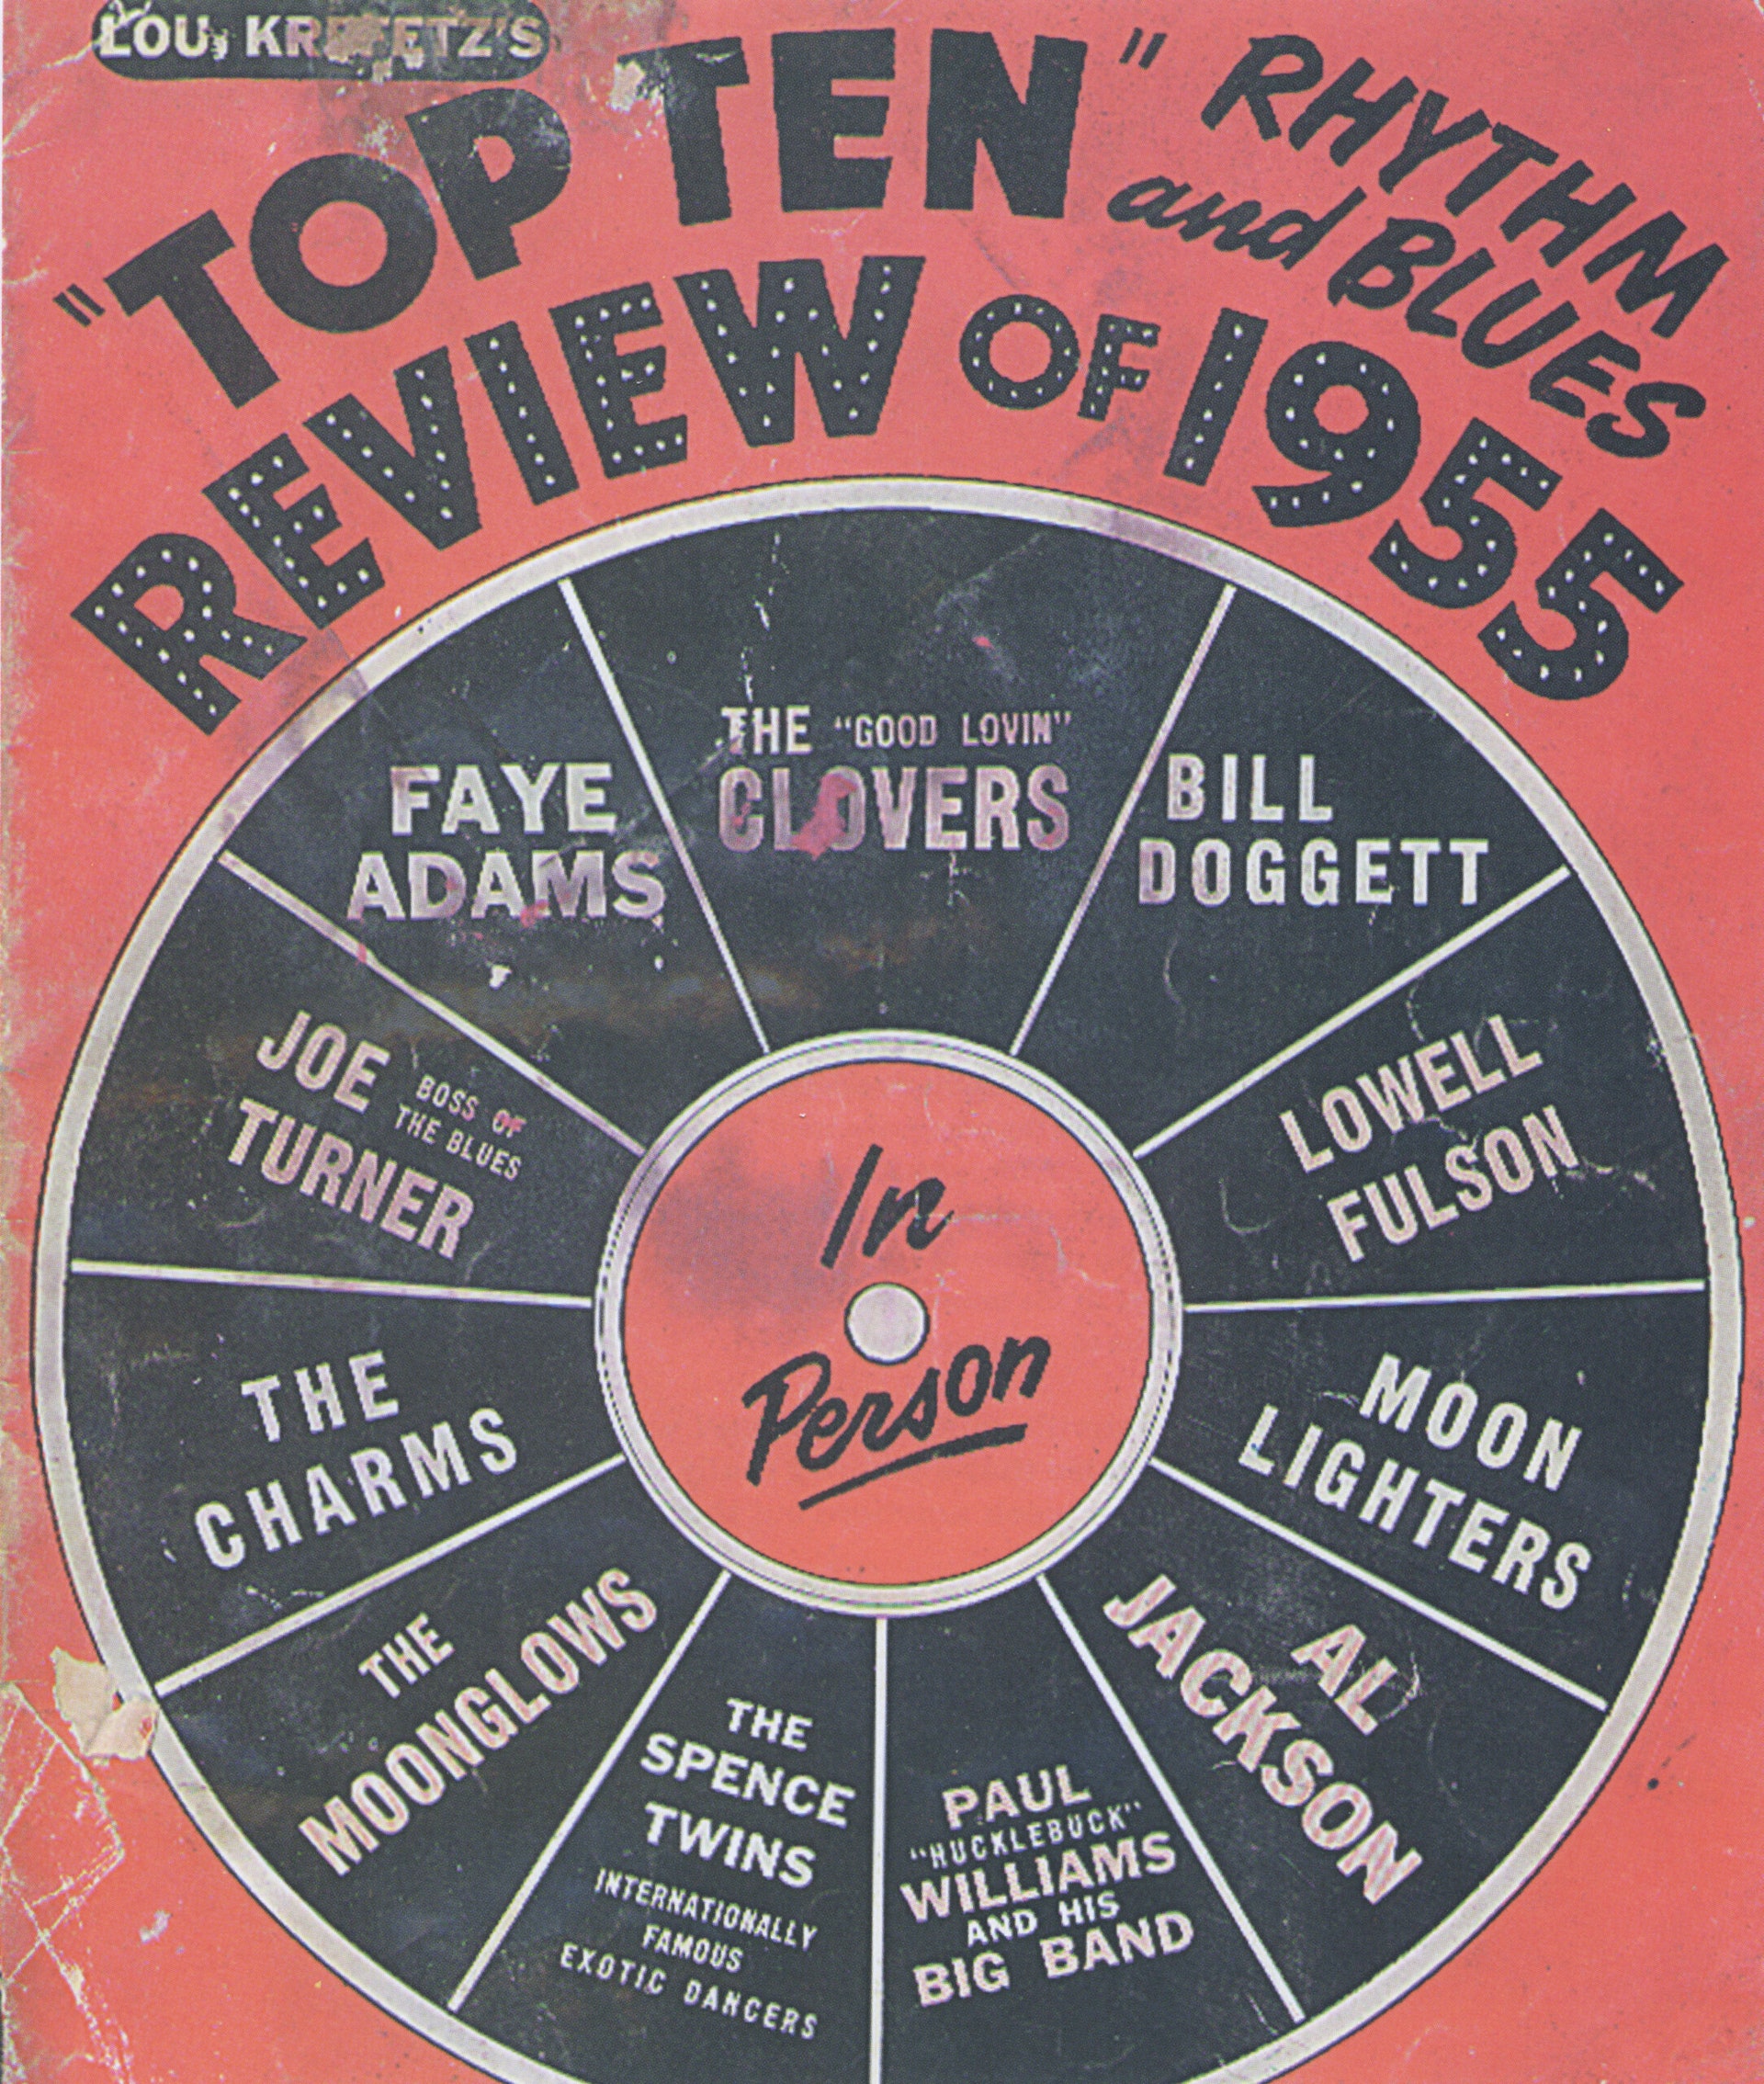 LOU KREFETZ'S
"TOP TEN" RHYTHM
and BLUES
REVIEW OF 1955
THE "GOOD LOVIN"
CLOVERS
BILL
DOGGETT
LOWELL
FULSON
MOON
LIGHTERS
AL
JACKSON
PAUL
"HUCKLEBUCK"
WILLIAMS
AND HIS
BIG BAND
THE
SPENCE
TWINS
INTERNATIONALLY
FAMOUS
EXOTIC DANCERS
THE
MOONGLOWS
THE
CHARMS
JOE BOSS OF
THE BLUES
TURNER
FAYE
ADAMS
In
Person